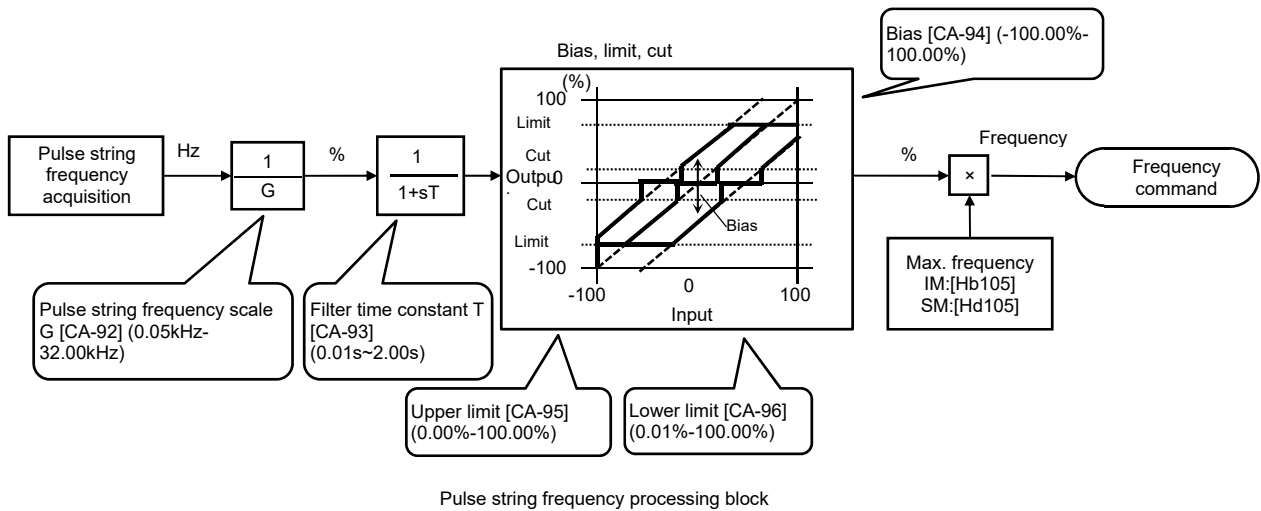 Bias [CA-94] (-100.00%-
100.00%)
Bias, limit, cut
(%)
100
Limit
Cut
Output
0
Cut
Limit
-100
Bias
-100
0
100
Input
Pulse string
frequency
acquisition
Hz
1
G
%
1
1+sT
%
×
Frequency
Frequency
command
Max. frequency
IM:[Hb105]
SM:[Hd105]
Pulse string frequency scale
G [CA-92] (0.05kHz-
32.00kHz)
Filter time constant T
[CA-93]
(0.01s~2.00s)
Upper limit [CA-95]
(0.00%-100.00%)
Lower limit [CA-96]
(0.01%-100.00%)
Pulse string frequency processing block